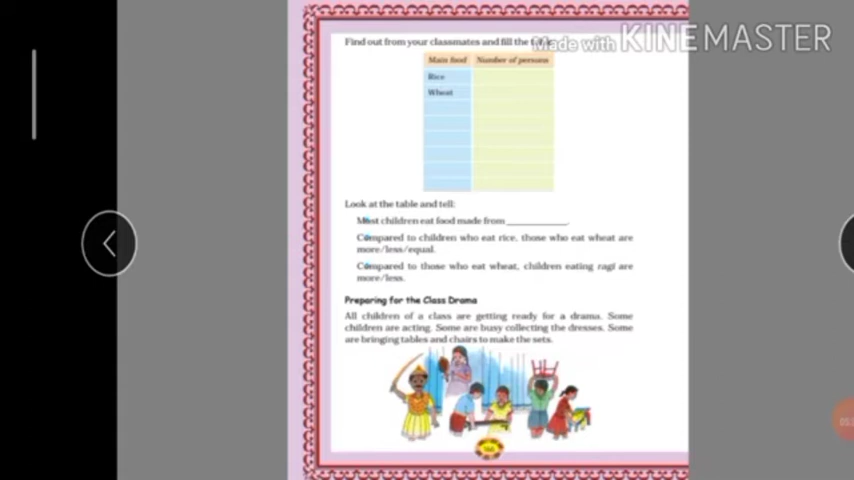 Made with KINEMASTER
Find out from your classmates and fill the
Main food Number of persons
Rice
Wheat
Look at the table and tell:
Most children eat food made from ____________.
Compared to children who eat rice, those who eat wheat are
more/less/equal.
Compared to those who eat wheat, children eating ragi are
more/less.
Preparing for the Class Drama
All children of a class are getting ready for a drama. Some
children are acting. Some are busy collecting the dresses. Some
are bringing tables and chairs to make the sets.